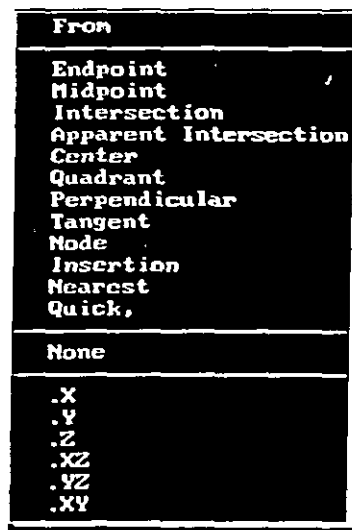 From
Endpoint
Midpoint
Intersection
Apparent Intersection
Center
Quadrant
Perpendicular
Tangent
Node
Insertion
Nearest
Quick,
None
.X
.Y
.Z
.XZ
.YZ
.XY